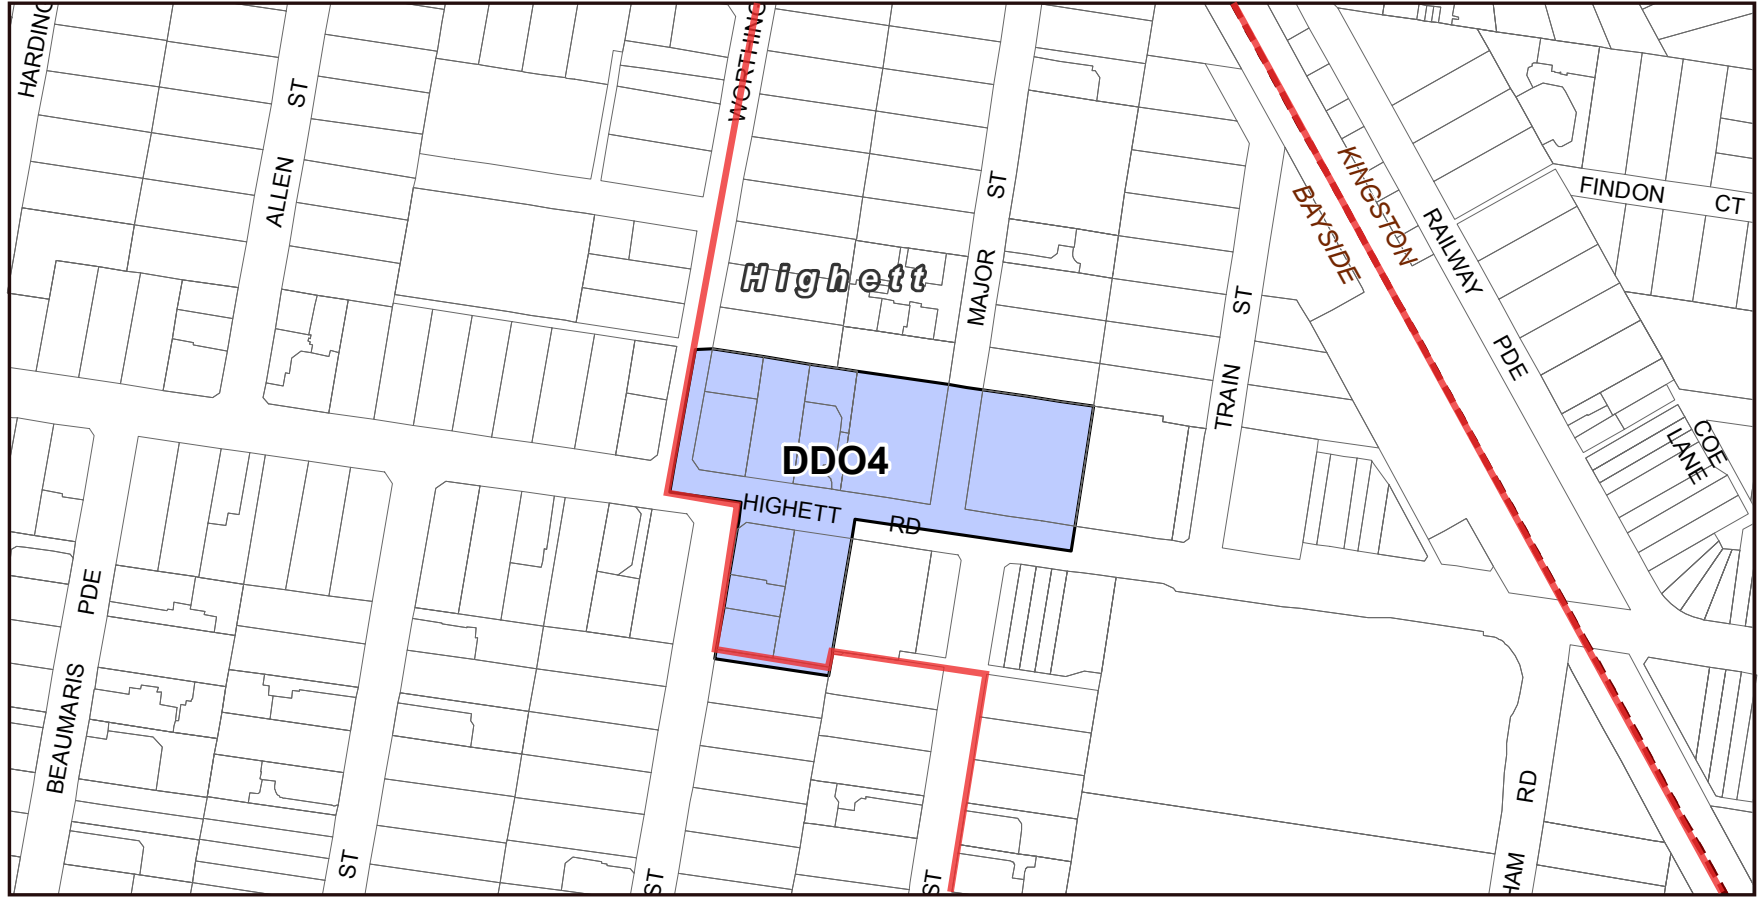 HARDING
ST
ALLEN
WORTHING
ST
MAJOR
Highett
KINGSTON
BAYSIDE
RAILWAY
PDE
FINDON
CT
ST
TRAIN
COE
LANE
DDO4
HIGHETT
RD
PDE
BEAUMARIS
ST
ST
ST
RD
HAM